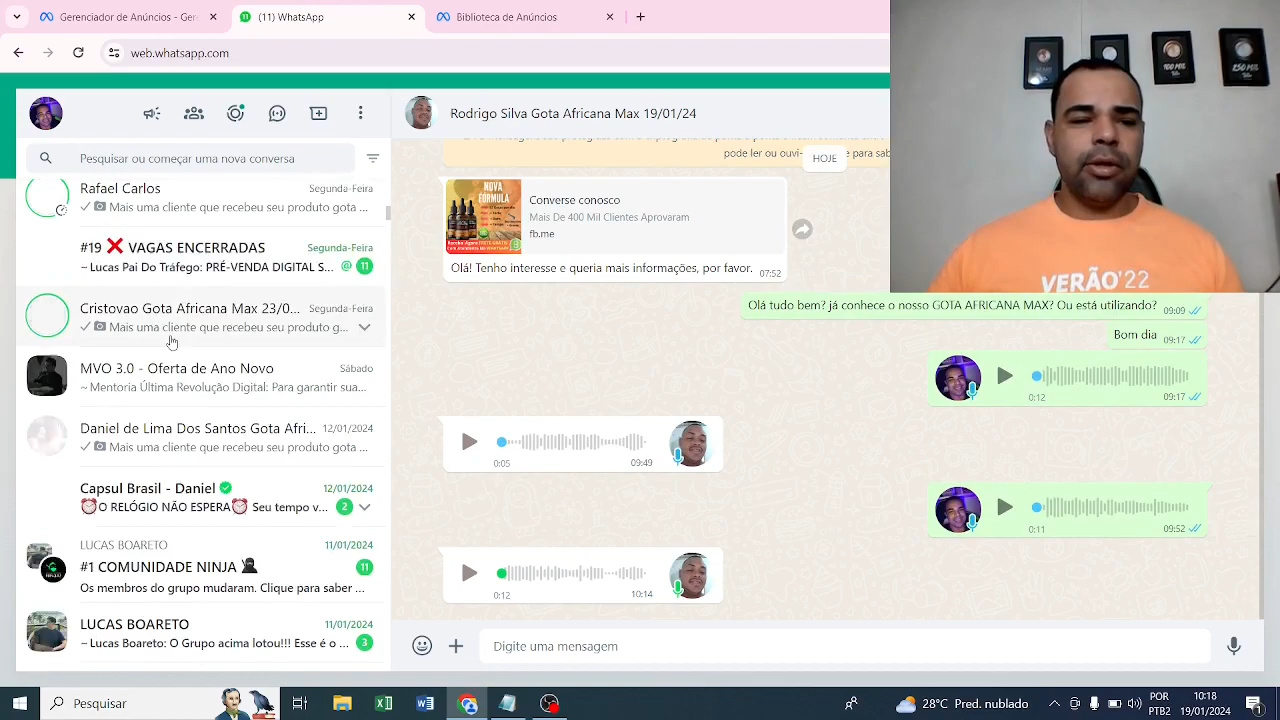 Gerenciador de Anúncios - Gere
(11) WhatsApp
Biblioteca de Anúncios
web.whatsapp.com
Pesquisar ou começar uma nova conversa
Rafael Carlos
Segunda-Feira
Mais uma cliente que recebeu seu produto g...
#19 ❌ VAGAS ENCERRADAS
Segunda-Feira
~ Lucas Pai Do Tráfego: PRÉ-VENDA DIGITAL S...
@ 11
Cristovao Gota Africana Max 23/0...
Segunda-Feira
Mais uma cliente que recebeu seu produto g...
MVO 3.0 - Oferta de Ano Novo
Sábado
~ Mentoria Última Revolução Digital: Para garantir sua...
Daniel de Lima Dos Santos Gota Afri...
12/01/2024
Mais uma cliente que recebeu seu produto gota ...
Capsul Brasil - Daniel
12/01/2024
⏰O RELÓGIO NÃO ESPERA⏰ Seu tempo v...
2
LUCAS BOARETO
11/01/2024
#1 COMUNIDADE NINJA
Os membros do grupo mudaram. Clique para saber ...
11
LUCAS BOARETO
11/01/2024
~ Lucas Boareto: O Grupo acima lotou!!! Esse é o ...
3
Rodrigo Silva Gota Africana Max 19/01/24
pode ler ou ouvi
e para sab
HOJE
NOVA
FÓRMULA
Converse conosco
Mais De 400 Mil Clientes Aprovaram
fb.me
Olá! Tenho interesse e queria mais informações, por favor.
07:52
Olá tudo bem? já conhece o nosso GOTA AFRICANA MAX? Ou está utilizando?
09:09
Bom dia
09:17
0:12
09:17
0:05
09:49
0:11
09:52
0:12
10:14
Digite uma mensagem
100 MIL
250 MIL
VERÃO'22
Pesquisar
28°C Pred. nublado
POR
10:18